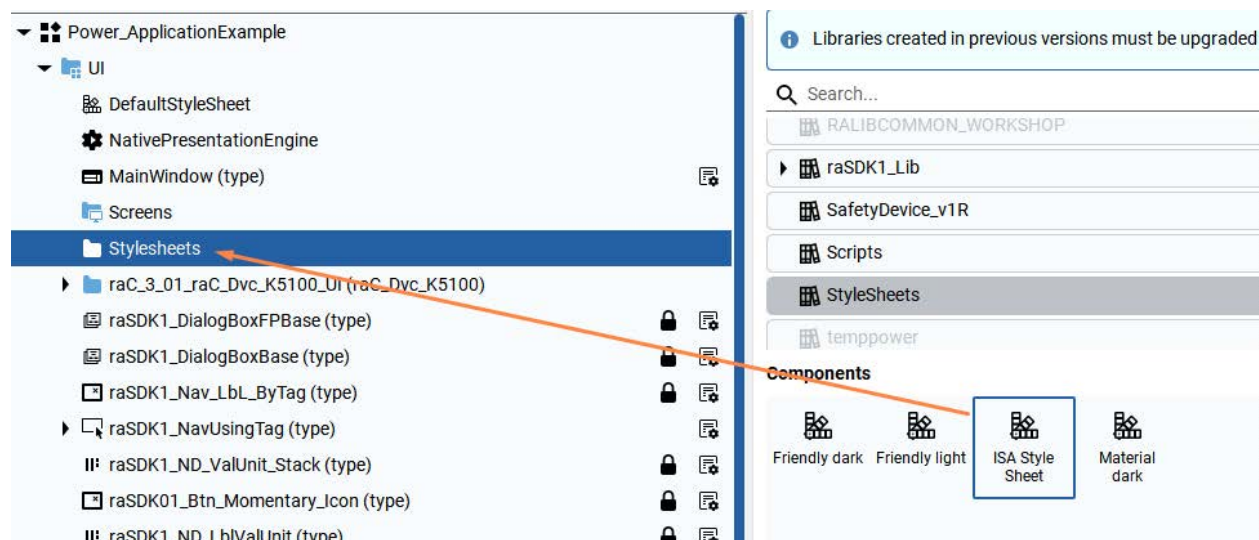 Power_ApplicationExample
UI
DefaultStyleSheet
NativePresentationEngine
MainWindow (type)
Screens
Stylesheets
raC_3_01_raC_Dvc_K5100_UI (raC_Dvc_K5100)
raSDK1_DialogBoxFPBase (type)
raSDK1_DialogBoxBase (type)
raSDK1_Nav_LbL_ByTag (type)
raSDK1_NavUsingTag (type)
raSDK1_ND_ValUnit_Stack (type)
raSDK01_Btn_Momentary_Icon (type)
raSDK1_ND_LblValUnit (type)
Libraries created in previous versions must be upgraded
Search...
RALIBCOMMON_WORKSHOP
raSDK1_Lib
SafetyDevice_v1R
Scripts
StyleSheets
temppower
Components
Friendly dark
Friendly light
ISA Style
Sheet
Material
dark